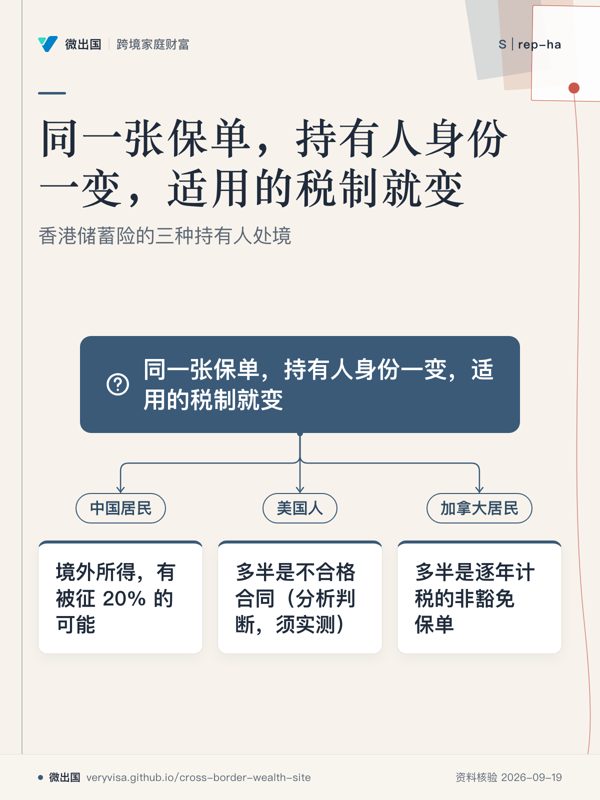 微出国 | 跨境家庭财富
S | rep-ha
同一张保单，持有人身份
一变，适用的税制就变
香港储蓄险的三种持有人处境
同一张保单，持有人身份一变，适
用的税制就变
中国居民
美国人
加拿大居民
境外所得，有
被征 20% 的
可能
多半是不合格
合同（分析判
断，须实测）
多半是逐年计
税的非豁免
保单
微出国 veryvisa.github.io/cross-border-wealth-site
资料核验 2026-09-19